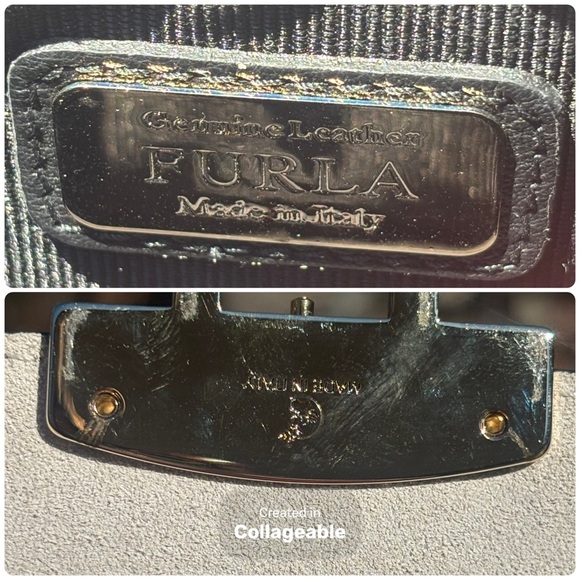 Genuine Leather
FURLA
Made in Italy
MADE IN ITALY
Created in
Collageable